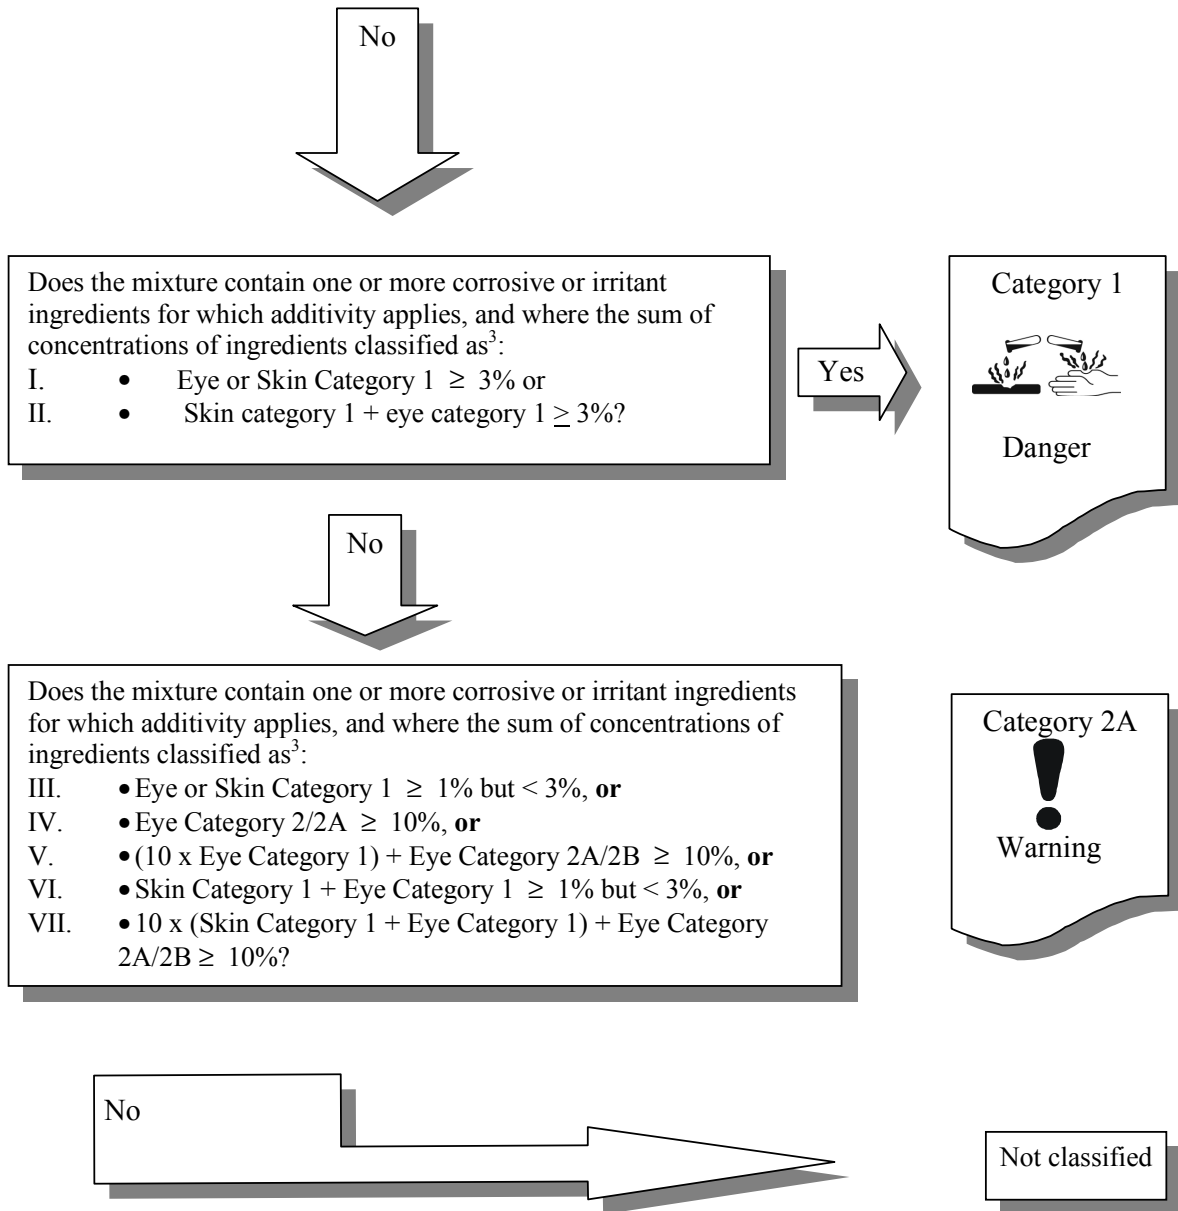 No
Does the mixture contain one or more corrosive or irritant
ingredients for which additivity applies, and where the sum of
concentrations of ingredients classified as³:
I. • Eye or Skin Category 1 ≥ 3% or
II. • Skin category 1 + eye category 1 ≥ 3%?
Yes
Category 1
Danger
No
Does the mixture contain one or more corrosive or irritant ingredients
for which additivity applies, and where the sum of concentrations of
ingredients classified as³:
III. • Eye or Skin Category 1 ≥ 1% but < 3%, or
IV. • Eye Category 2/2A ≥ 10%, or
V. • (10 x Eye Category 1) + Eye Category 2A/2B ≥ 10%, or
VI. • Skin Category 1 + Eye Category 1 ≥ 1% but < 3%, or
VII. • 10 x (Skin Category 1 + Eye Category 1) + Eye Category
2A/2B ≥ 10%?
Category 2A
Warning
No
Not classified